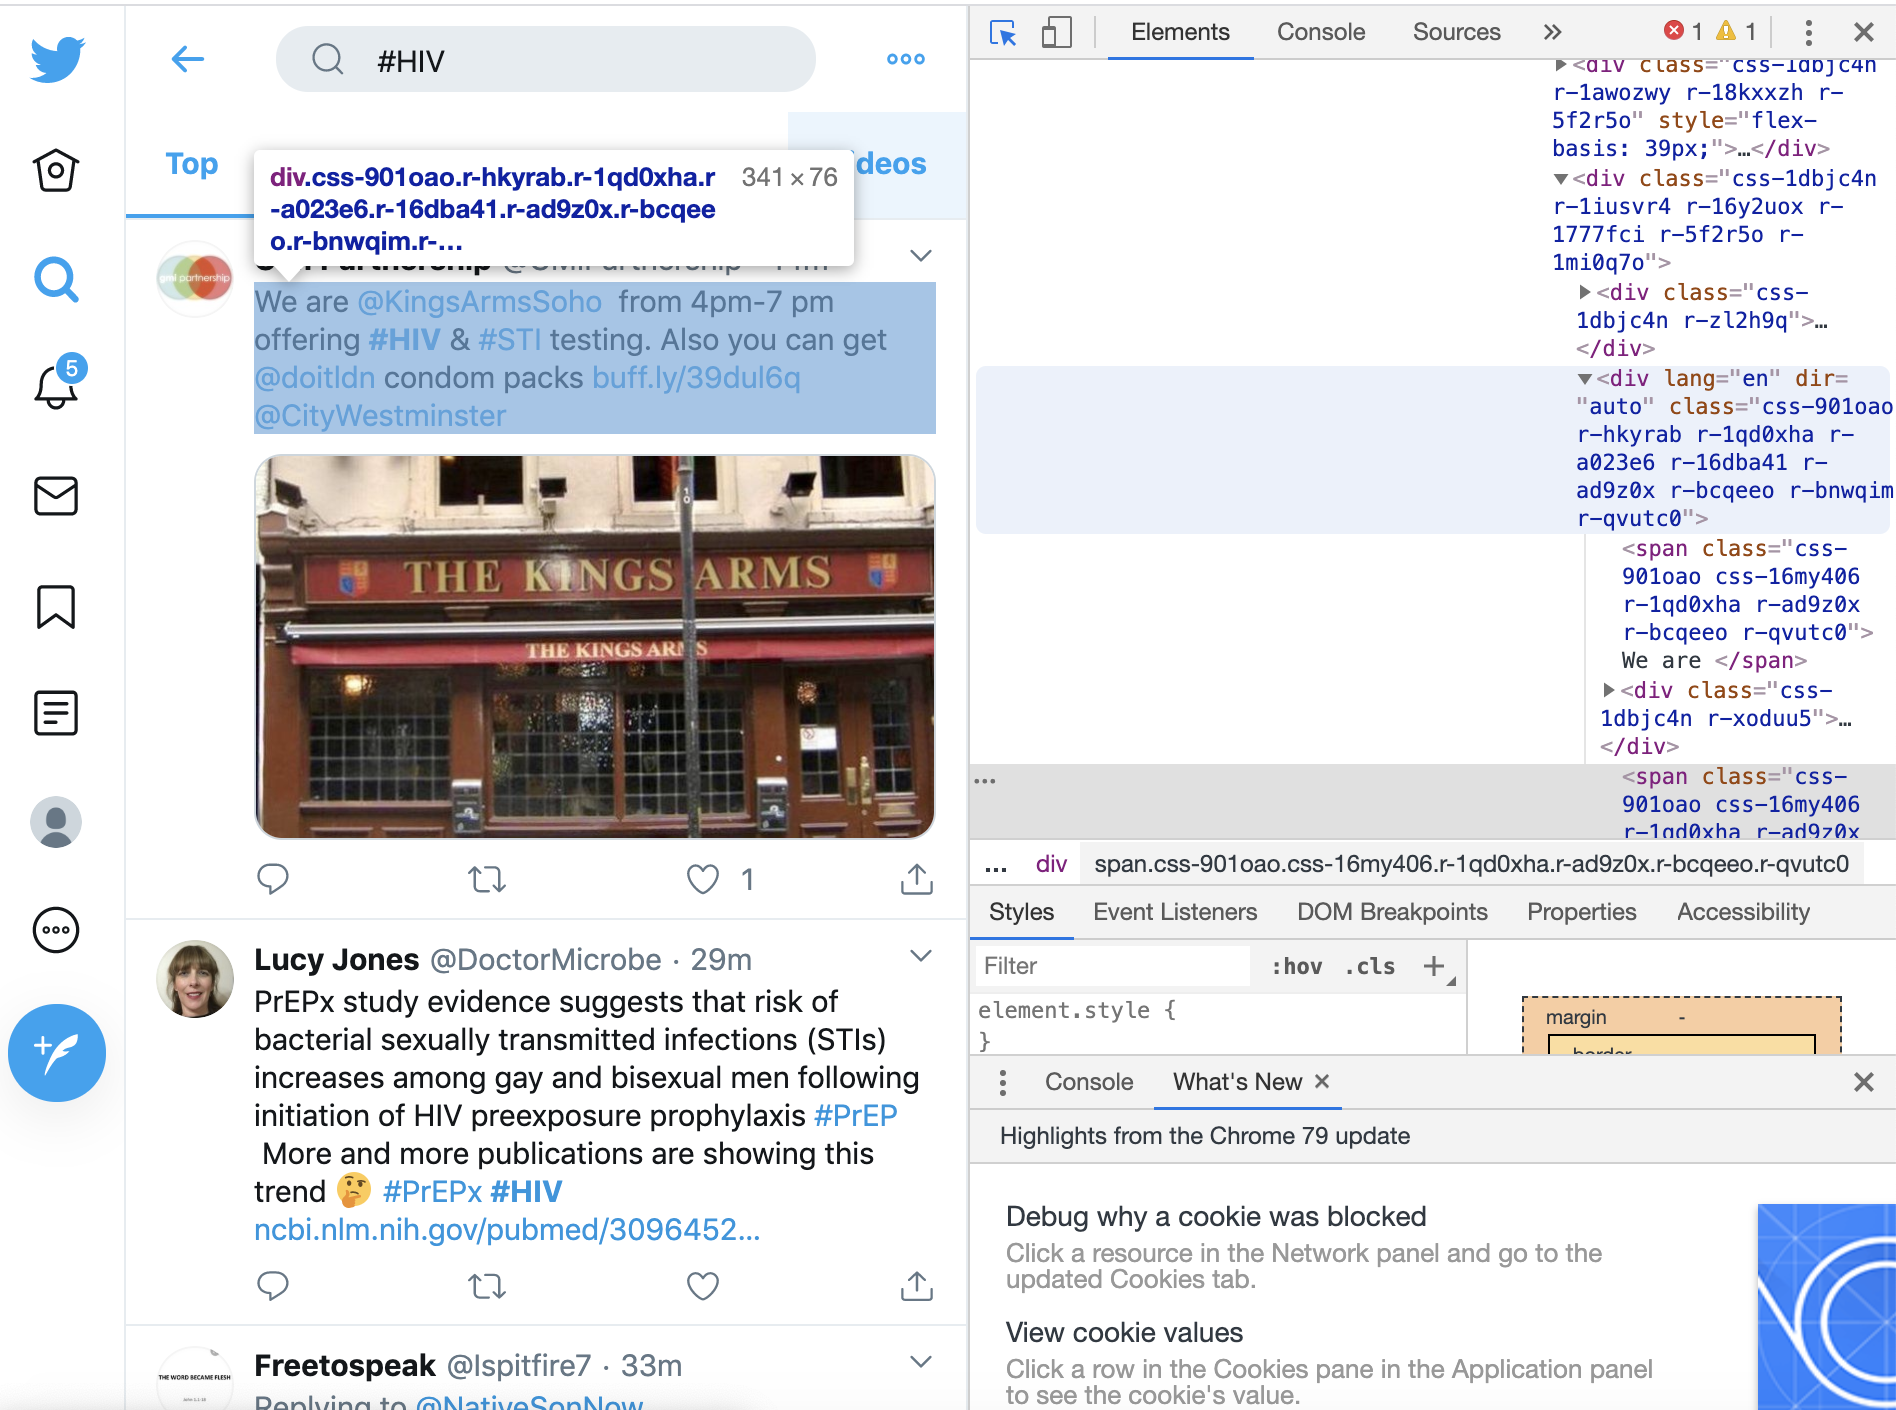 #HIV
Top
deos
div.css-901oao.r-hkyrab.r-1qd0xha.r
-a023e6.r-16dba41.r-ad9z0x.r-bcqee
o.r-bnwqim.r-...
341 × 76
gml partnership
We are @KingsArmsSoho from 4pm-7 pm
offering #HIV & #STI testing. Also you can get
@doitldn condom packs buff.ly/39dul6q
@CityWestminster
5
THE KINGS ARMS
THE KINGS ARMS
1
Lucy Jones @DoctorMicrobe · 29m
PrEPx study evidence suggests that risk of
bacterial sexually transmitted infections (STIs)
increases among gay and bisexual men following
initiation of HIV preexposure prophylaxis #PrEP
More and more publications are showing this
trend 🤔 #PrEPx #HIV
ncbi.nlm.nih.gov/pubmed/3096452...
THE WORD BECAME FLESH
Freetospeak @Ispitfire7 · 33m
Replying to @NativeSonNow
Elements
Console
Sources
1
1
<div class="css-1dbjc4n
r-1awozwy r-18kxxzh r-
5f2r5o" style="flex-
basis: 39px;">…</div>
<div class="css-1dbjc4n
r-1iusvr4 r-16y2uox r-
1777fci r-5f2r5o r-
1mi0q7o">
<div class="css-
1dbjc4n r-zl2h9q">…
</div>
<div lang="en" dir=
"auto" class="css-901oao
r-hkyrab r-1qd0xha r-
a023e6 r-16dba41 r-
ad9z0x r-bcqeeo r-bnwqim
r-qvutc0">
<span class="css-
901oao css-16my406
r-1qd0xha r-ad9z0x
r-bcqeeo r-qvutc0">
We are </span>
<div class="css-
1dbjc4n r-xoduu5">…
</div>
<span class="css-
901oao css-16my406
r-1qd0xha r-ad9z0x
... div span.css-901oao.css-16my406.r-1qd0xha.r-ad9z0x.r-bcqeeo.r-qvutc0
Styles Event Listeners DOM Breakpoints Properties Accessibility
Filter :hov .cls +
element.style {
}
margin -
border
Console What's New
Highlights from the Chrome 79 update
Debug why a cookie was blocked
Click a resource in the Network panel and go to the
updated Cookies tab.
View cookie values
Click a row in the Cookies pane in the Application panel
to see the cookie's value.